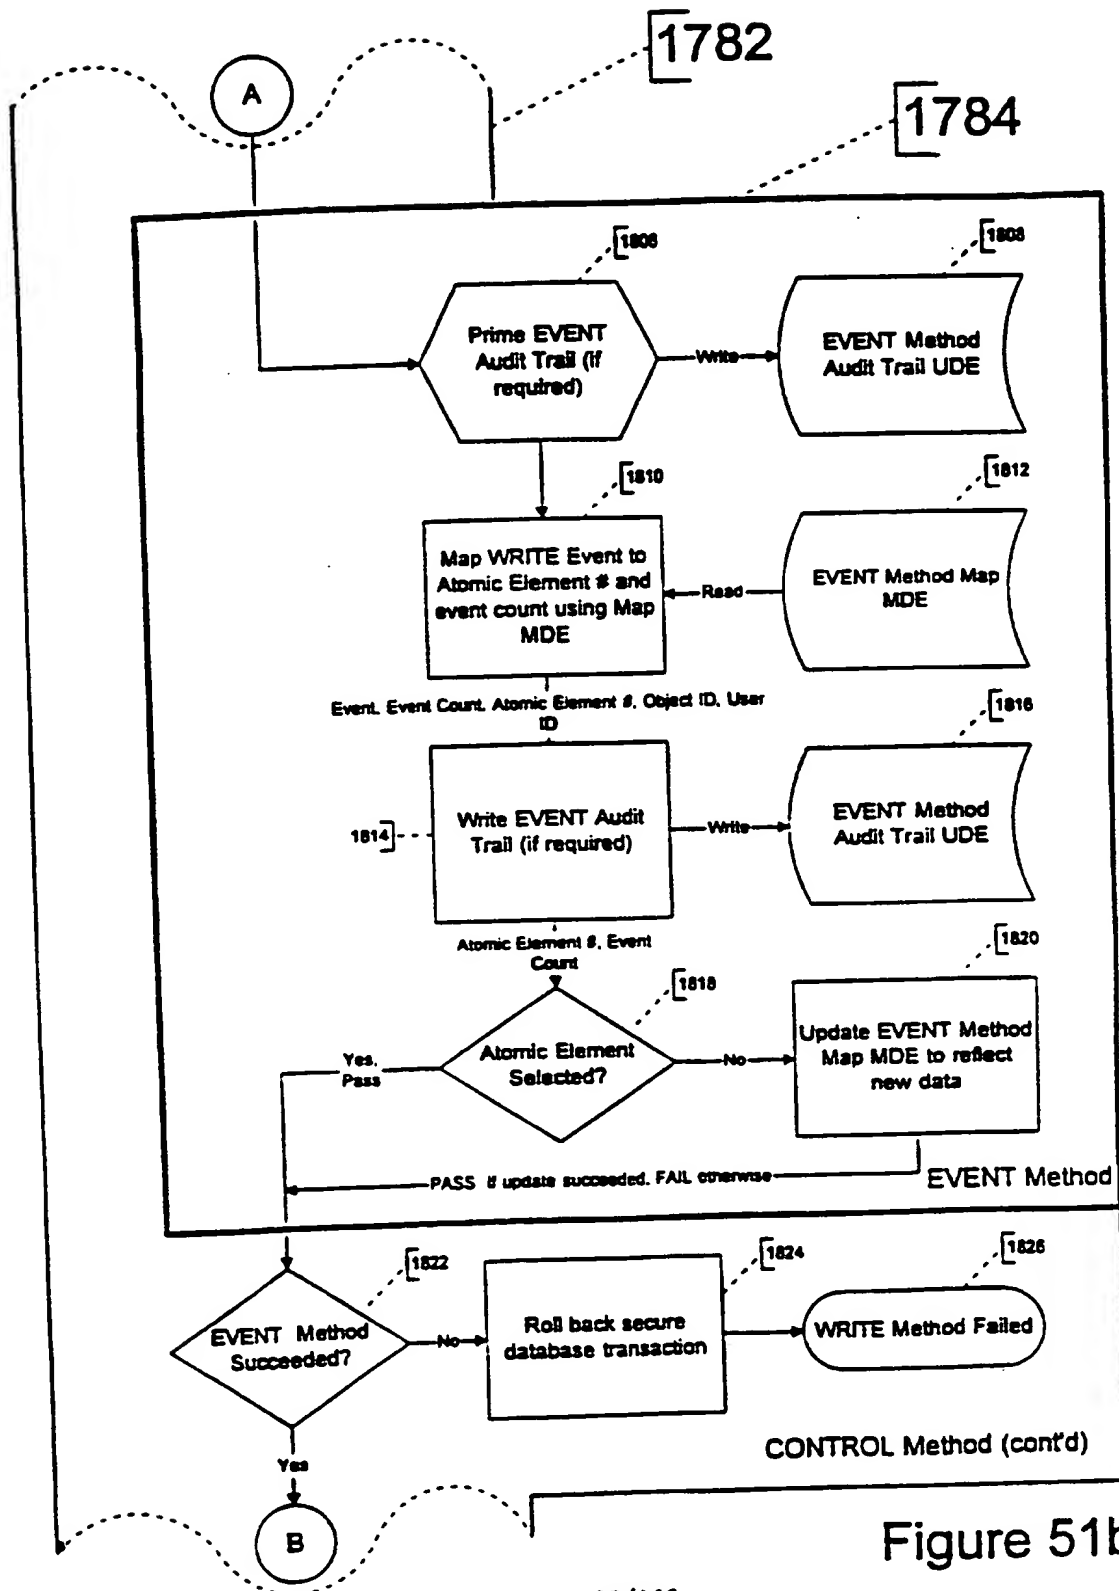 1782
A
1784
1806
1808
Prime EVENT
Audit Trail (if
required)
Write
EVENT Method
Audit Trail UDE
1810
1812
Map WRITE Event to
Atomic Element # and
event count using Map
MDE
Read
EVENT Method Map
MDE
Event, Event Count, Atomic Element #, Object ID, User
ID
1816
1814
Write EVENT Audit
Trail (if required)
Write
EVENT Method
Audit Trail UDE
Atomic Element #, Event
Count
1818
1820
Yes,
Pass
Atomic Element
Selected?
No
Update EVENT Method
Map MDE to reflect
new data
PASS if update succeeded, FAIL otherwise
EVENT Method
1822
1824
1826
EVENT Method
Succeeded?
No
Roll back secure
database transaction
WRITE Method Failed
Yes
CONTROL Method (cont'd)
B
Figure 51b